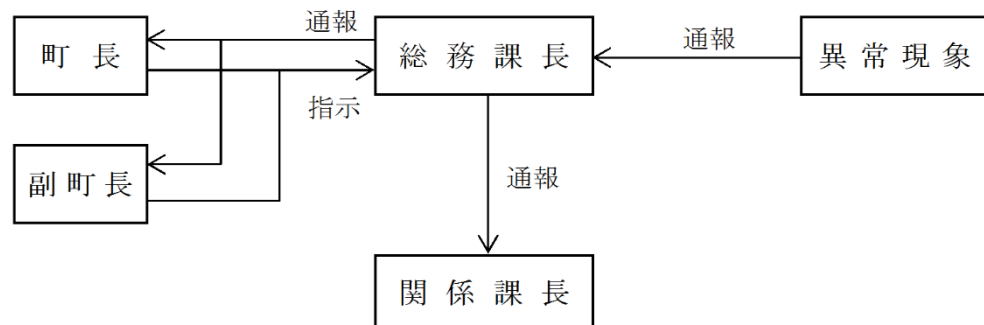 通報
町長
総務課長
通報
異常現象
指示
副町長
通報
関係課長